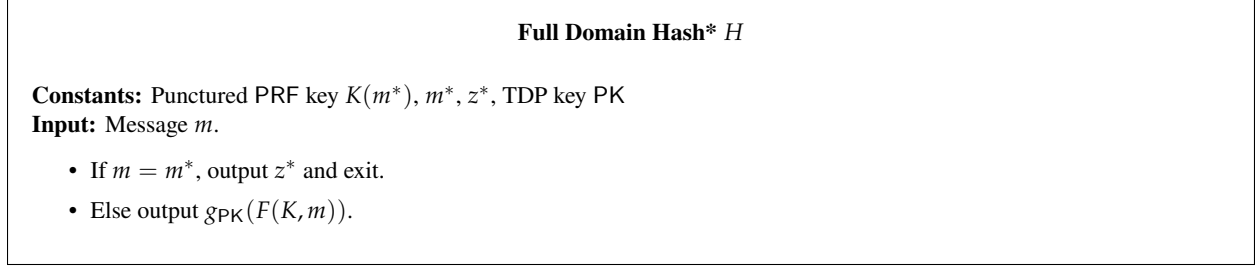 Full Domain Hash* H
Constants: Punctured PRF key K(m*), m*, z*, TDP key PK
Input: Message m.
• If m = m*, output z* and exit.
• Else output g_PK(F(K, m)).